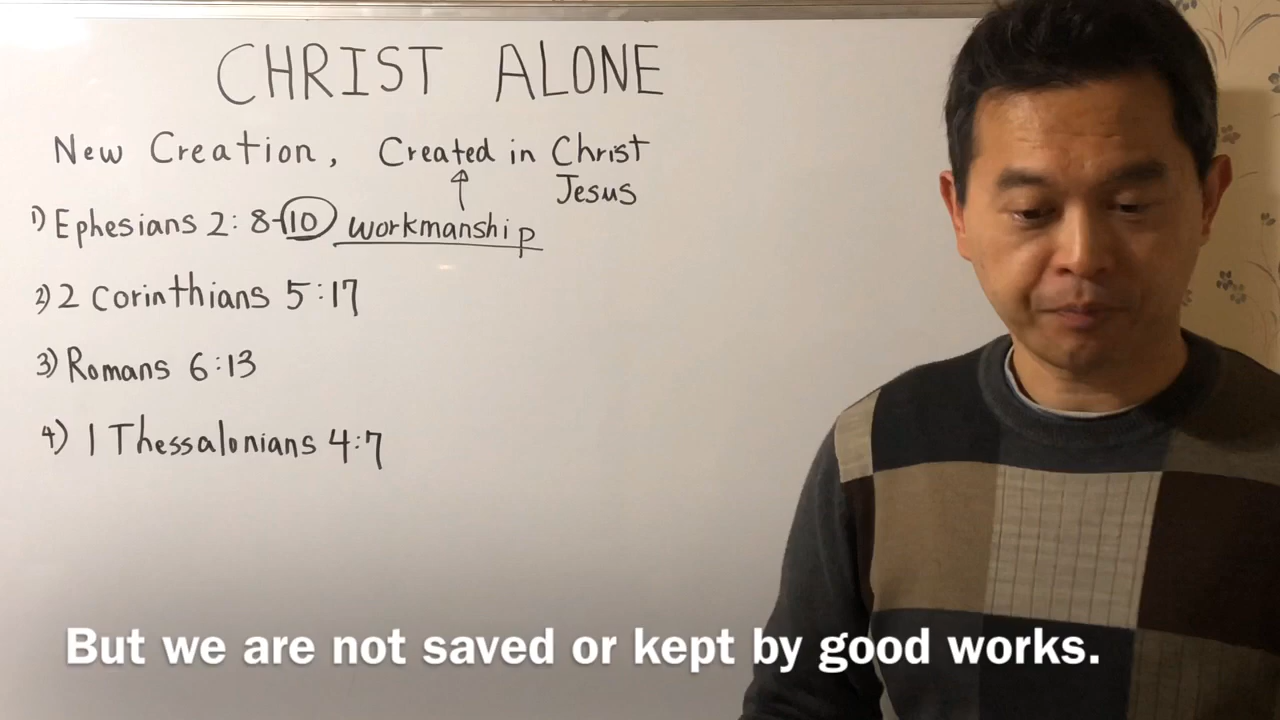 CHRIST ALONE
New Creation, Created in Christ
Jesus
1) Ephesians 2:8-10 workmanship
2) 2 Corinthians 5:17
3) Romans 6:13
4) 1 Thessalonians 4:7
But we are not saved or kept by good works.